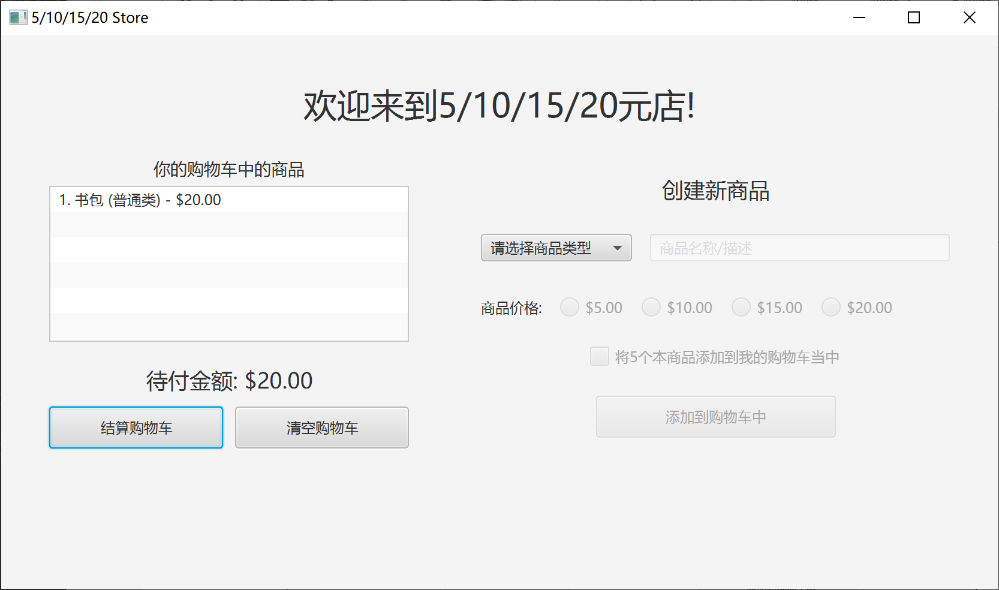 5/10/15/20 Store
欢迎来到5/10/15/20元店!
你的购物车中的商品
1. 书包 (普通类) - $20.00
待付金额: $20.00
结算购物车
清空购物车
创建新商品
请选择商品类型
商品名称/描述
商品价格:
$5.00
$10.00
$15.00
$20.00
将5个本商品添加到我的购物车当中
添加到购物车中